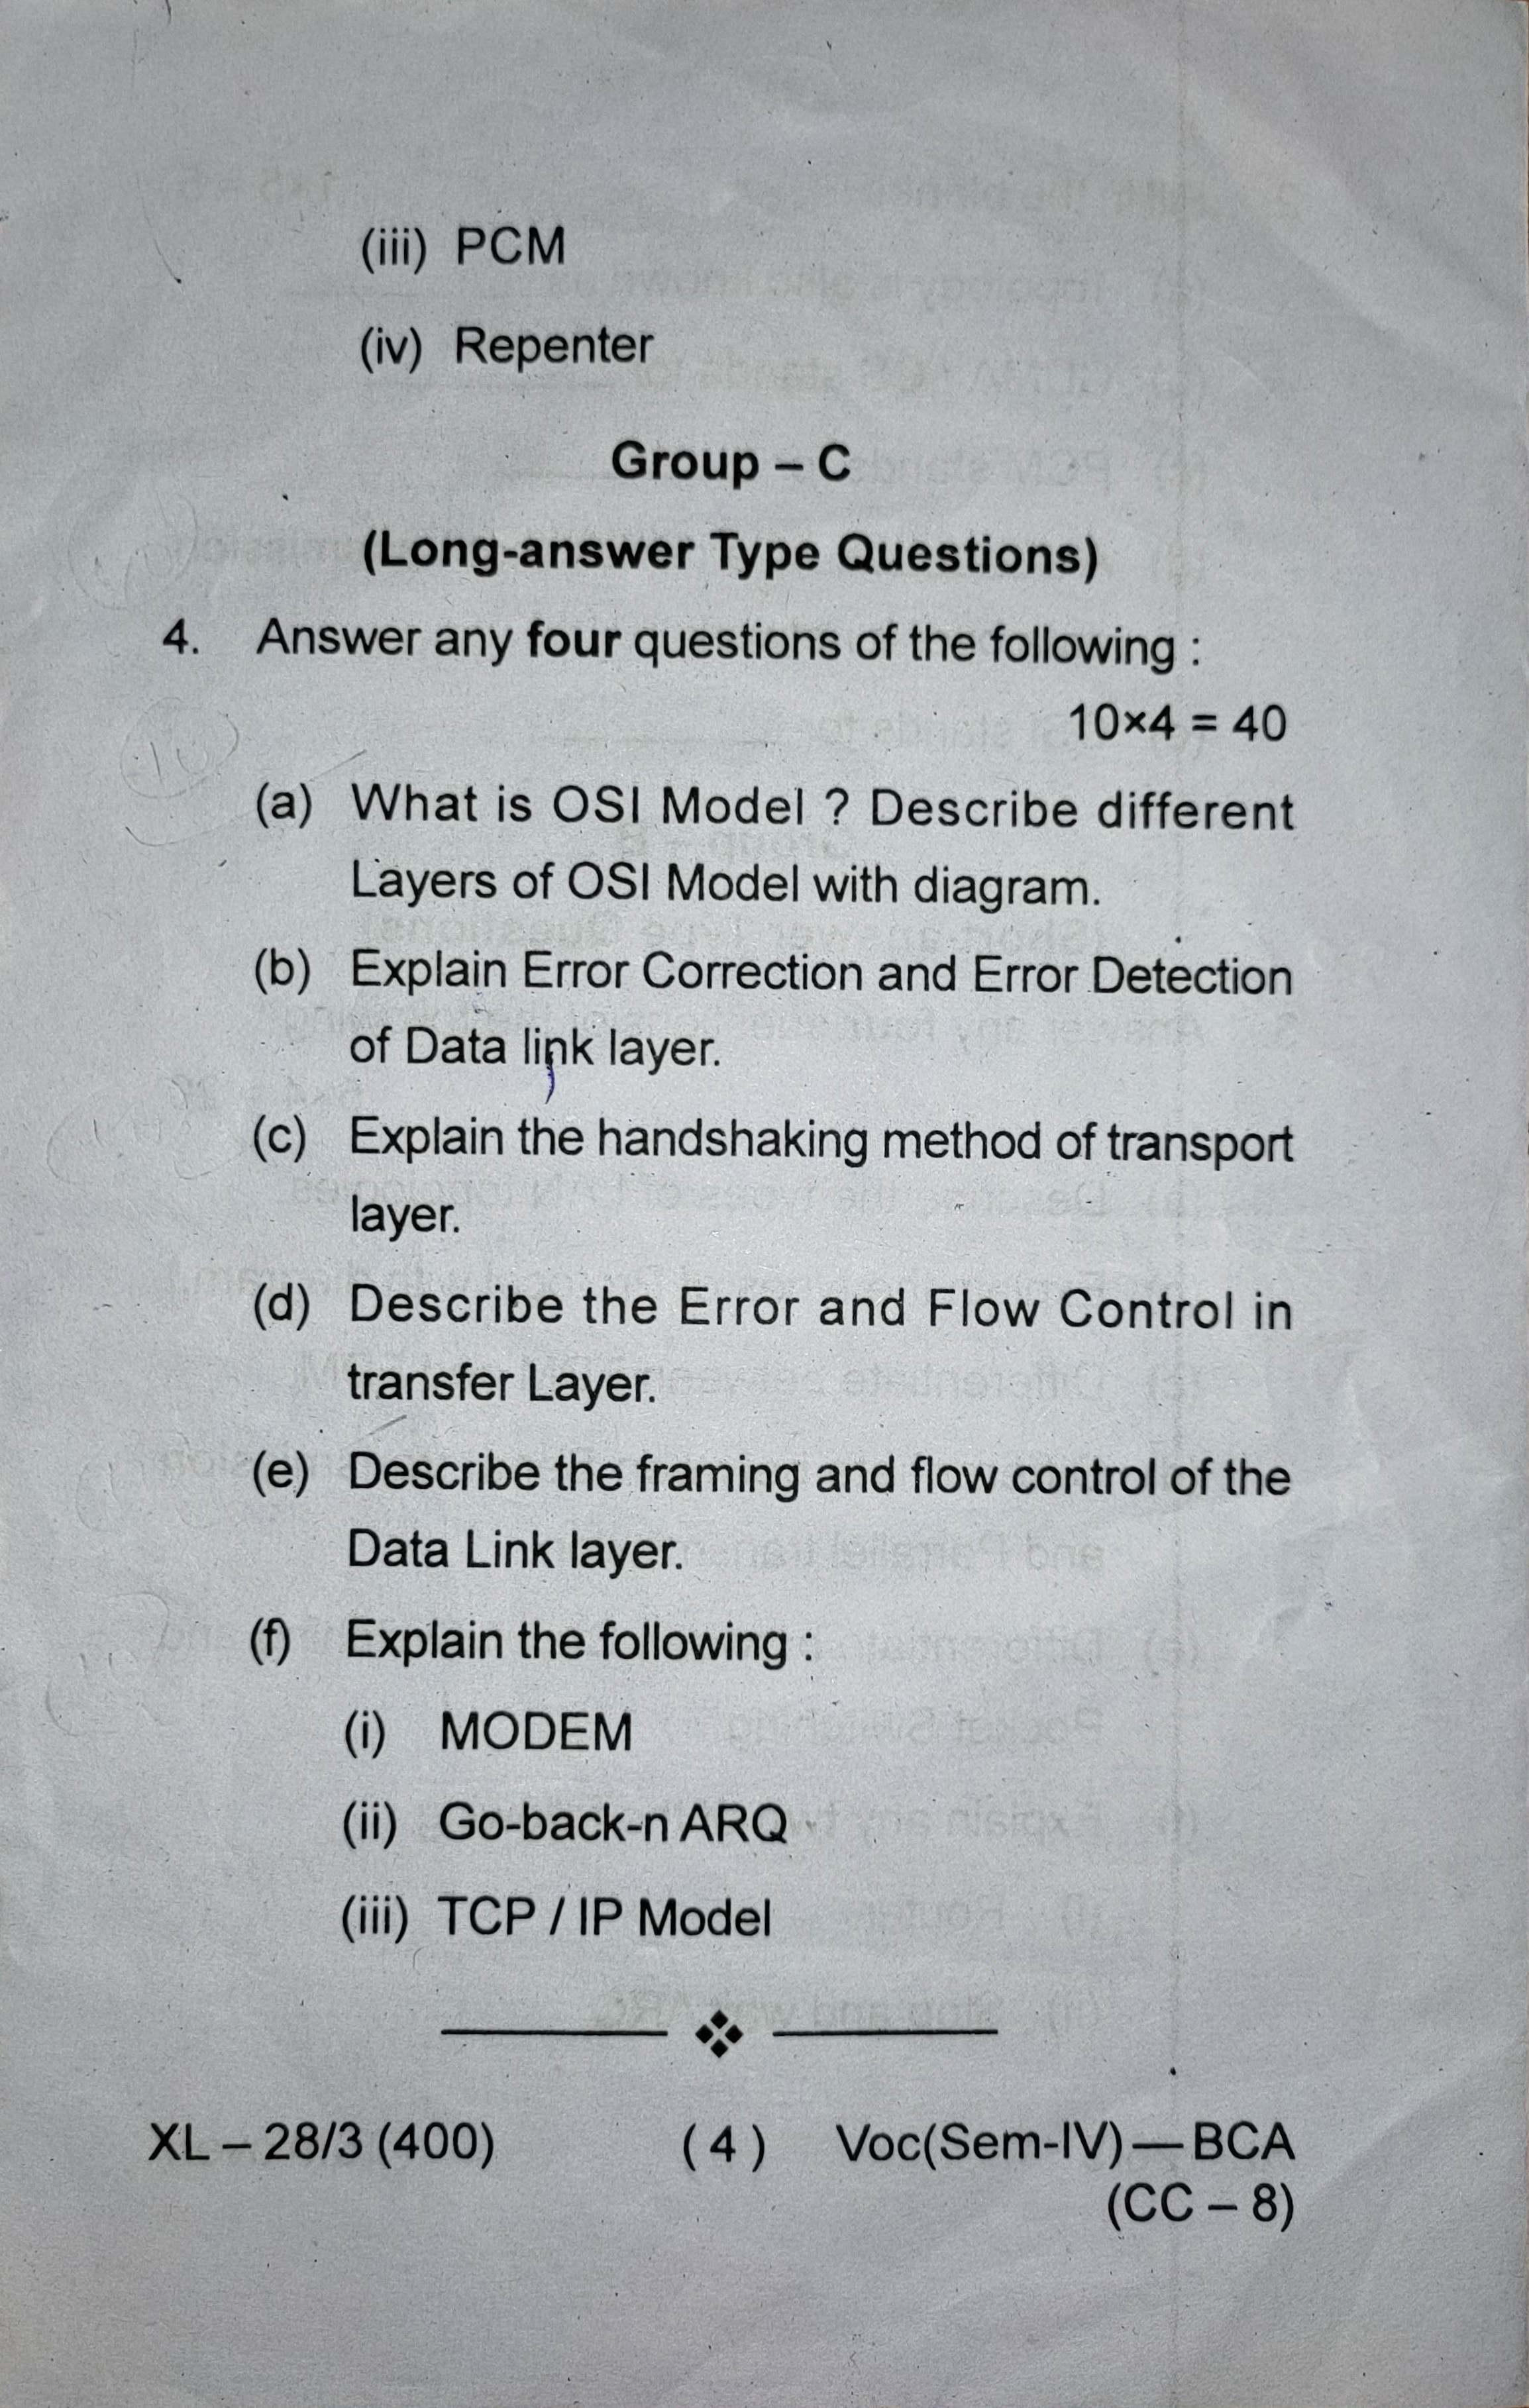 (iii) PCM
(iv) Repenter
Group – C
(Long-answer Type Questions)
4. Answer any four questions of the following :
10×4 = 40
(a) What is OSI Model ? Describe different
Layers of OSI Model with diagram.
(b) Explain Error Correction and Error Detection
of Data link layer.
(c) Explain the handshaking method of transport
layer.
(d) Describe the Error and Flow Control in
transfer Layer.
(e) Describe the framing and flow control of the
Data Link layer.
(f) Explain the following :
(i) MODEM
(ii) Go-back-n ARQ
(iii) TCP / IP Model
XL – 28/3 (400) ( 4 ) Voc(Sem-IV) — BCA
(CC – 8)